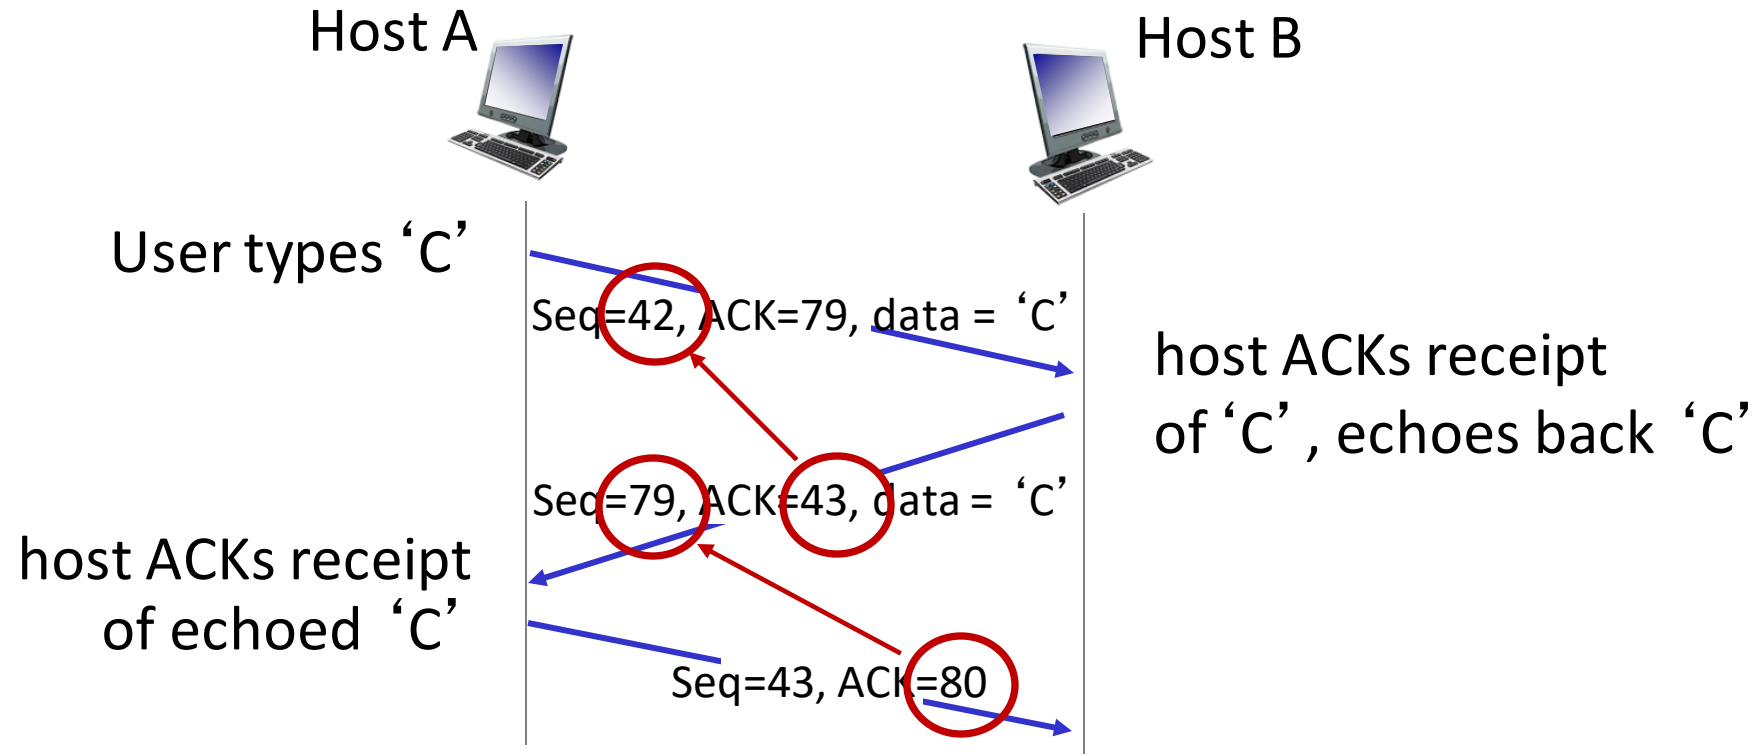 Host A
Host B
User types ‘C’
Seq=42, ACK=79, data = ‘C’
host ACKs receipt
of ‘C’, echoes back ‘C’
Seq=79, ACK=43, data = ‘C’
host ACKs receipt
of echoed ‘C’
Seq=43, ACK=80